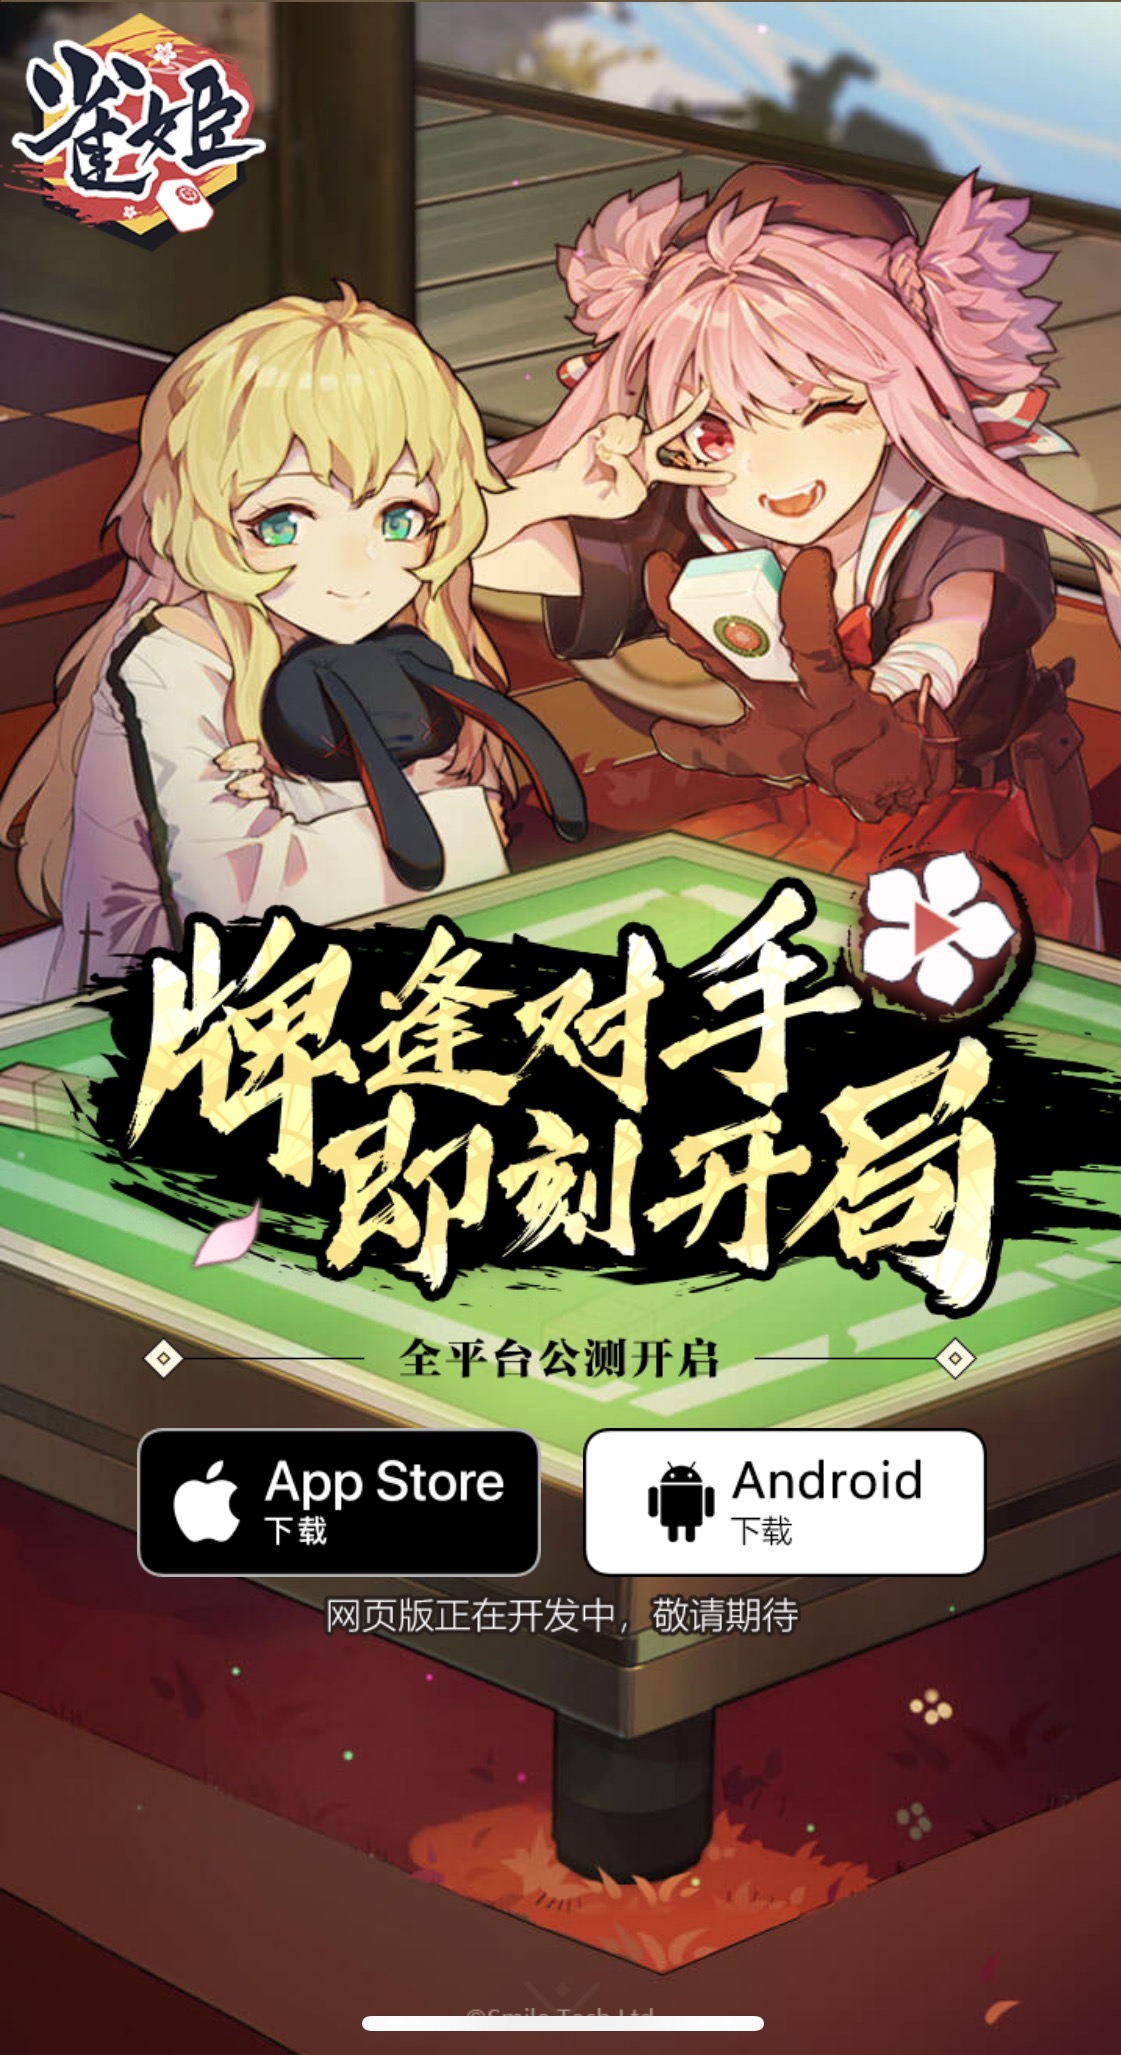 雀姬
牌逢对手
即刻开局
全平台公测开启
App Store
下载
Android
下载
网页版正在开发中，敬请期待
©Smile Tech Ltd